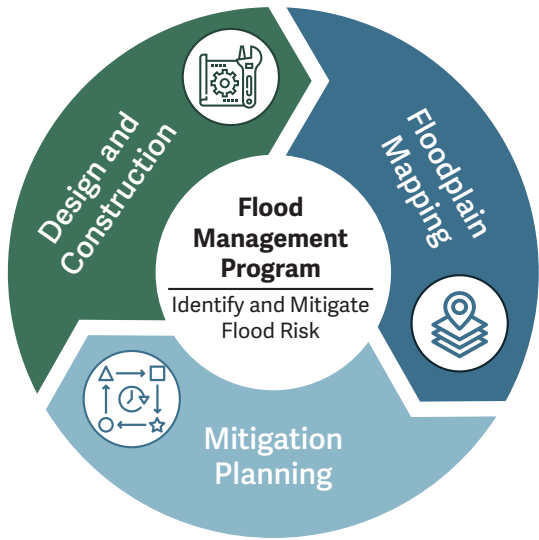 Flood
Management
Program
Identify and Mitigate
Flood Risk
Floodplain
Mapping
Mitigation
Planning
Design and
Construction